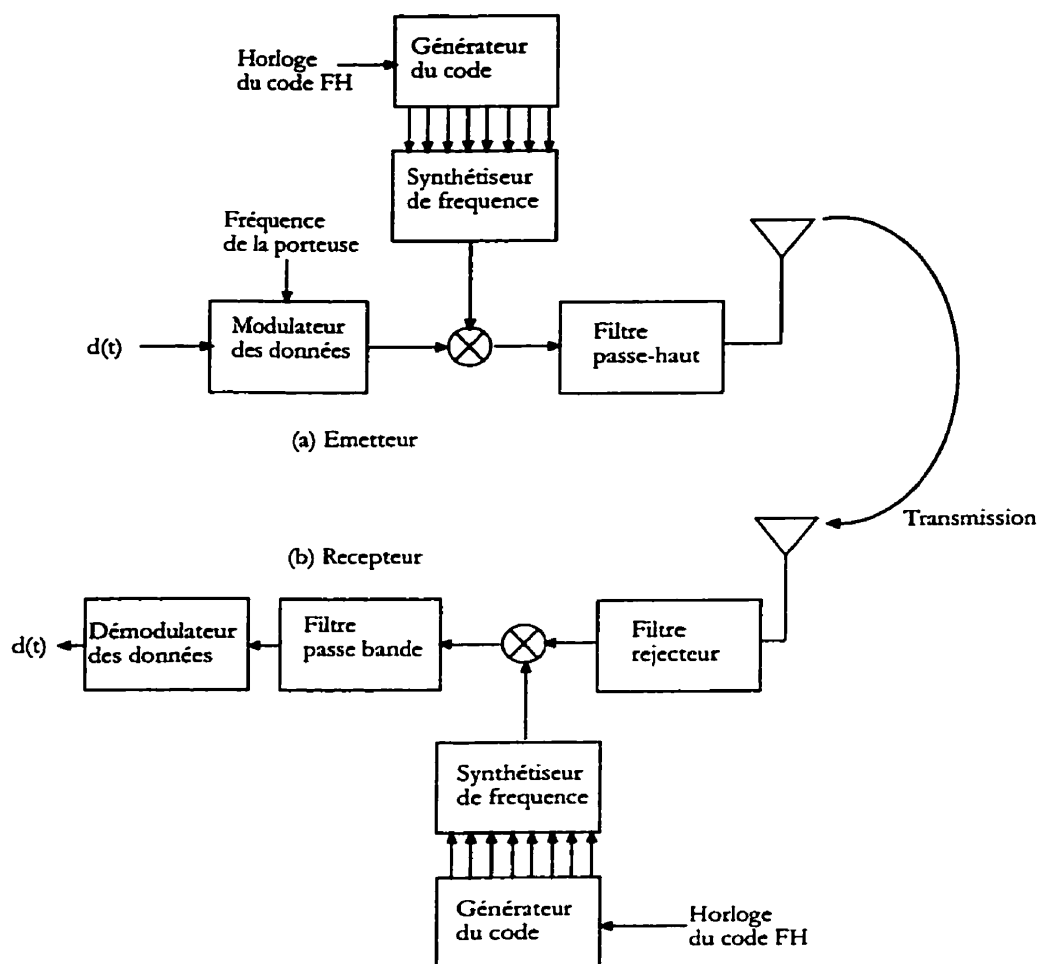 Générateur
du code
Horloge
du code FH
Synthétiseur
de frequence
Fréquence
de la porteuse
d(t)
Modulateur
des données
Filtre
passe-haut
(a) Emetteur
Transmission
(b) Recepteur
d(t)
Démodulateur
des données
Filtre
passe bande
Filtre
rejecteur
Synthétiseur
de frequence
Générateur
du code
Horloge
du code FH